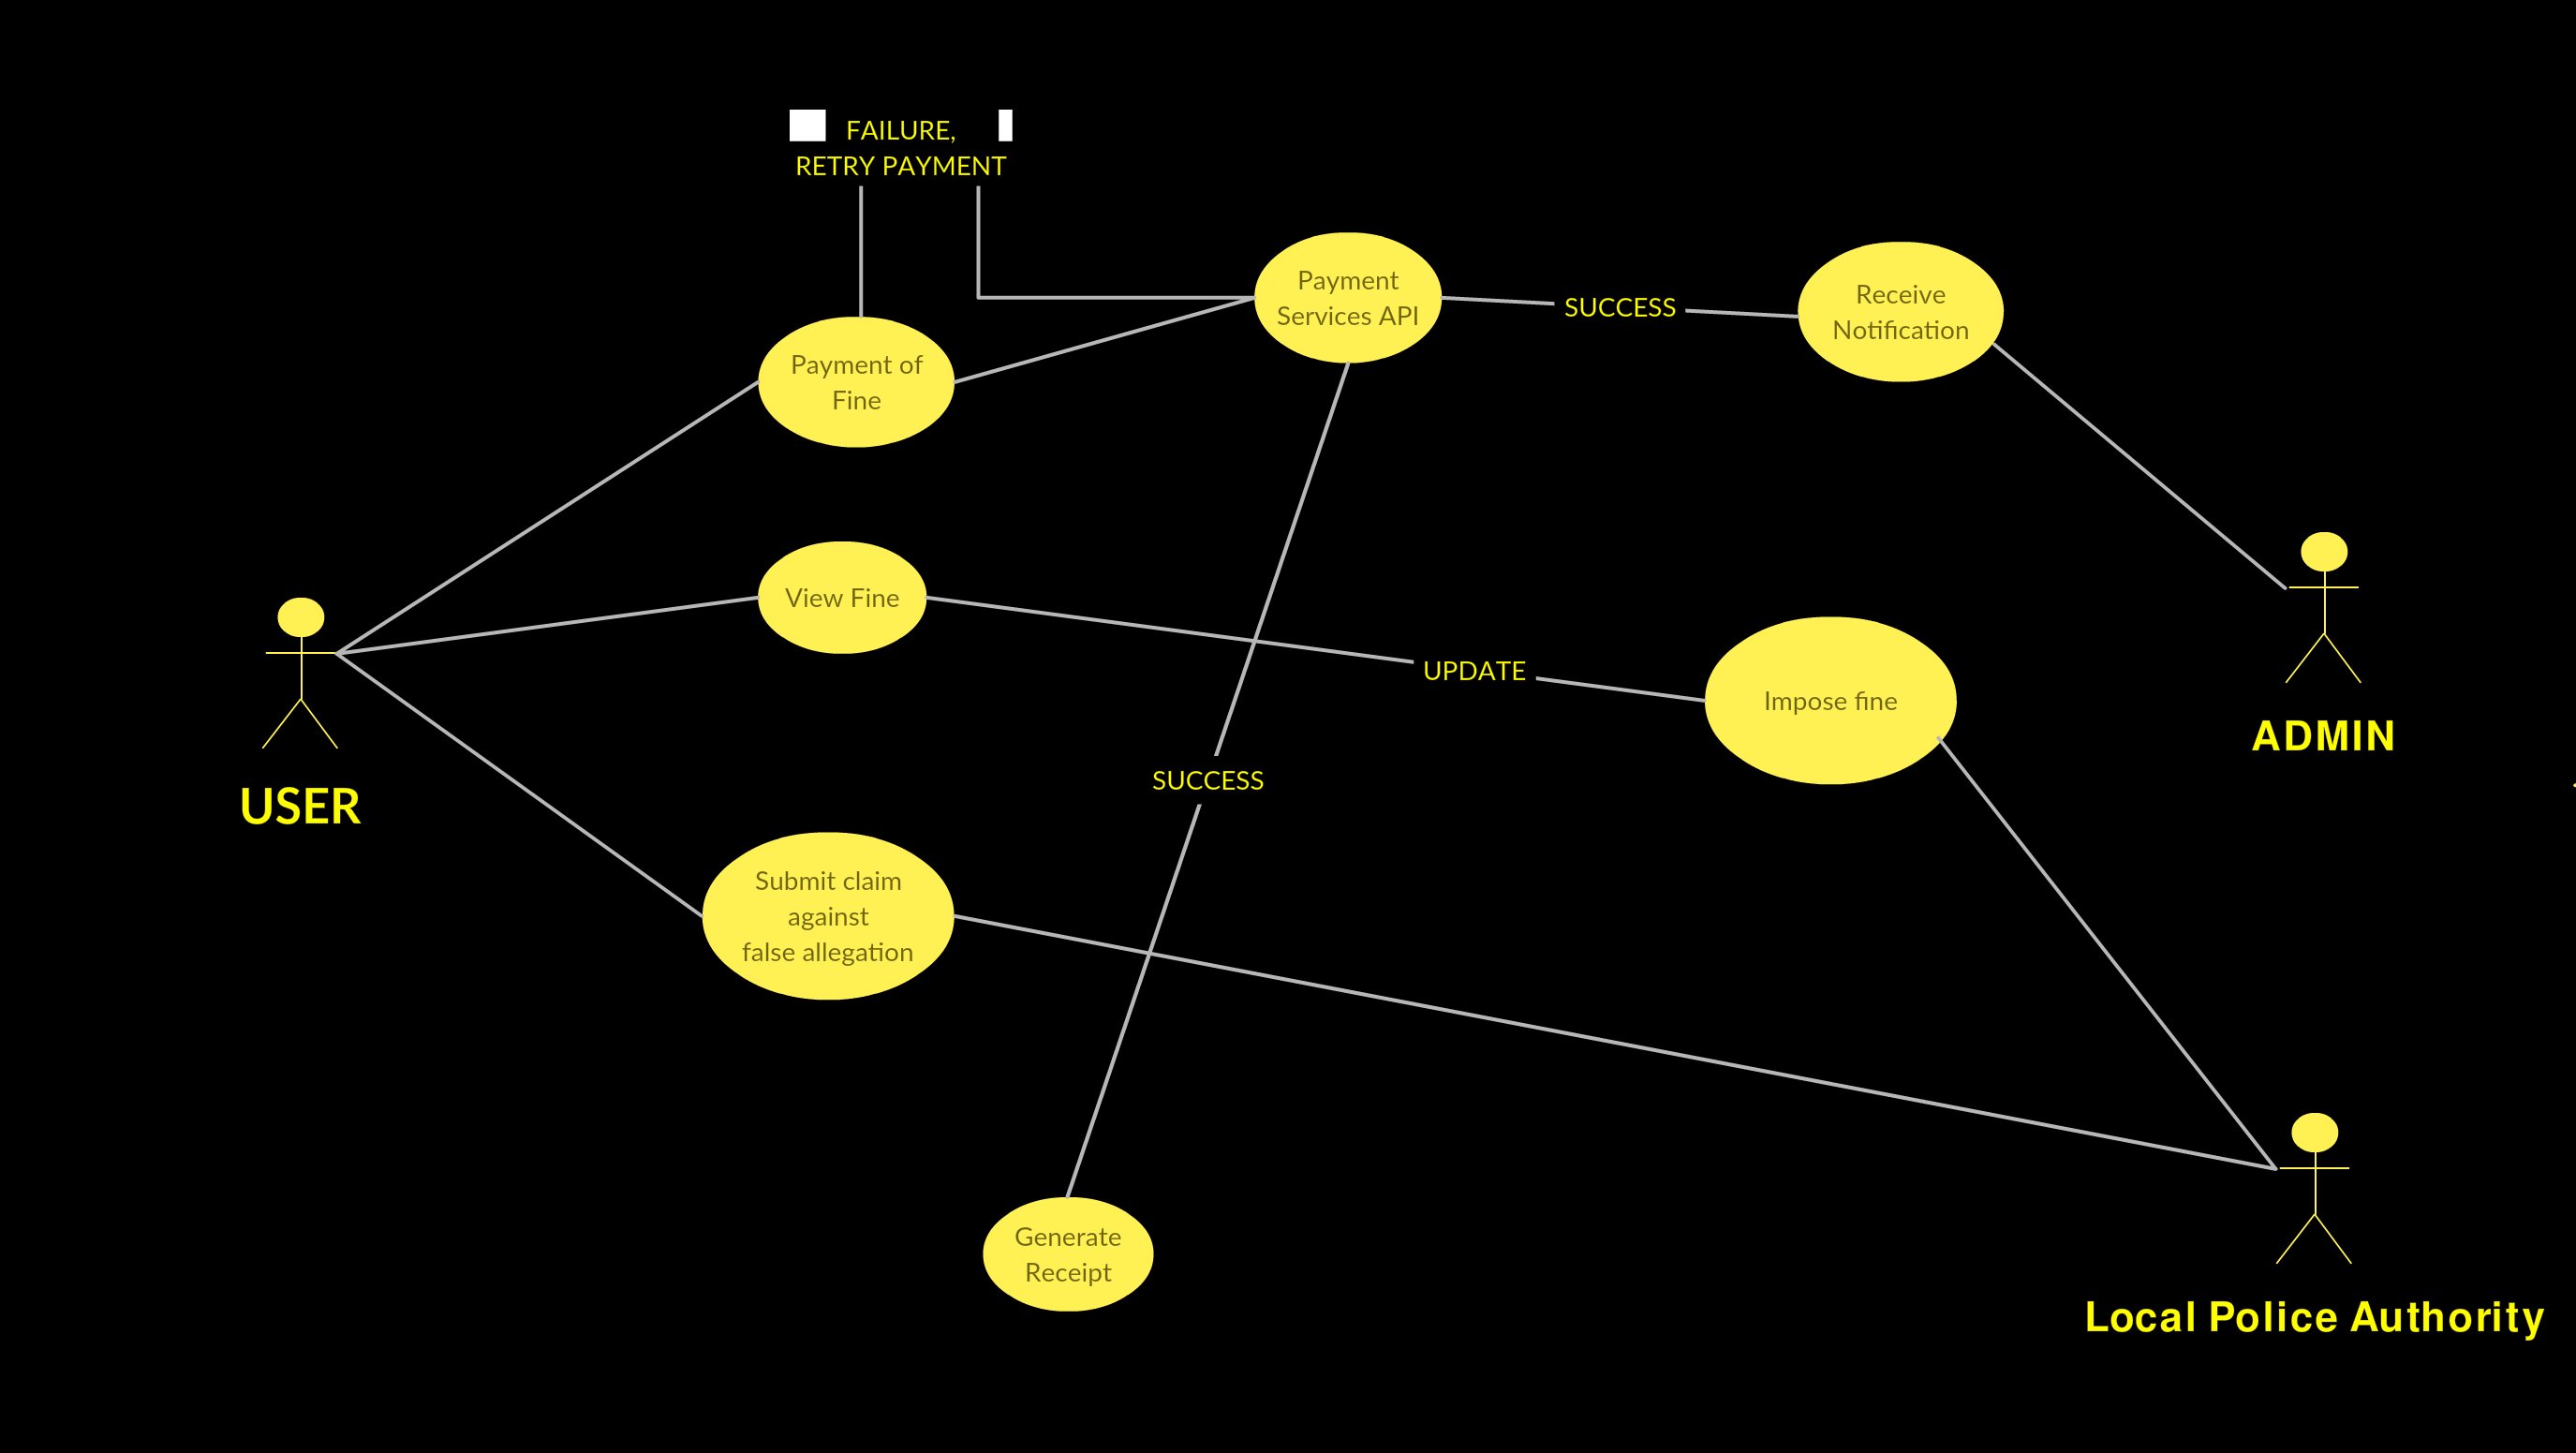 FAILURE,
RETRY PAYMENT
Payment
Services API
SUCCESS
Receive
Notification
Payment of
Fine
View Fine
UPDATE
Impose fine
ADMIN
USER
SUCCESS
Submit claim
against
false allegation
Generate
Receipt
Local Police Authority